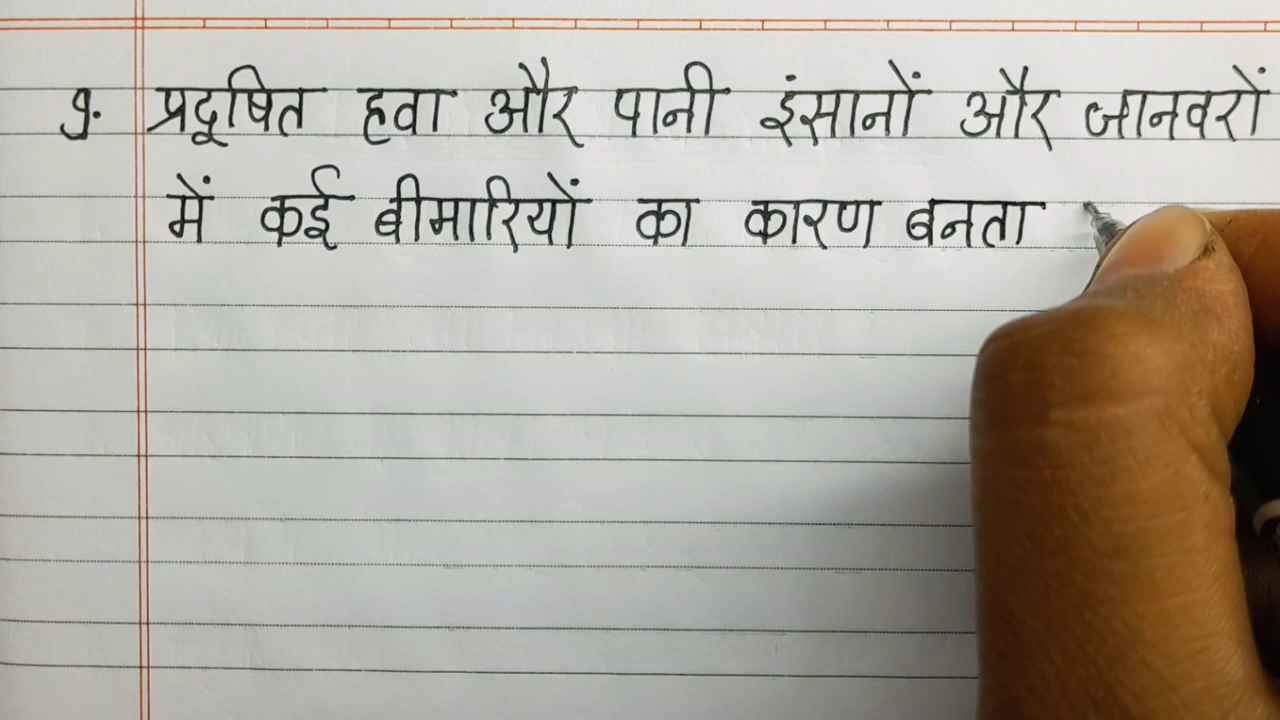 9. प्रदूषित हवा और पानी इंसानों और जानवरों
में कई बीमारियों का कारण बनता